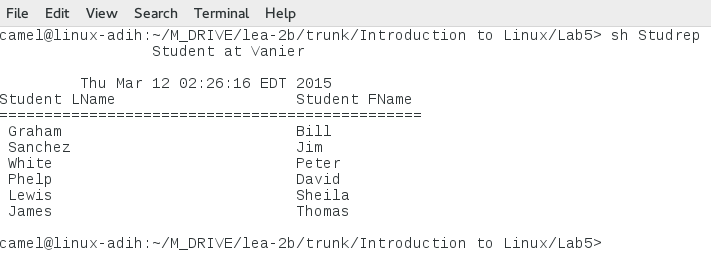 File Edit View Search Terminal Help
camel@linux-adih:~/M_DRIVE/lea-2b/trunk/Introduction to Linux/Lab5> sh Studrep
Student at Vanier
Thu Mar 12 02:26:16 EDT 2015
Student LName Student FName
===============================================
Graham Bill
Sanchez Jim
White Peter
Phelp David
Lewis Sheila
James Thomas
camel@linux-adih:~/M_DRIVE/lea-2b/trunk/Introduction to Linux/Lab5>